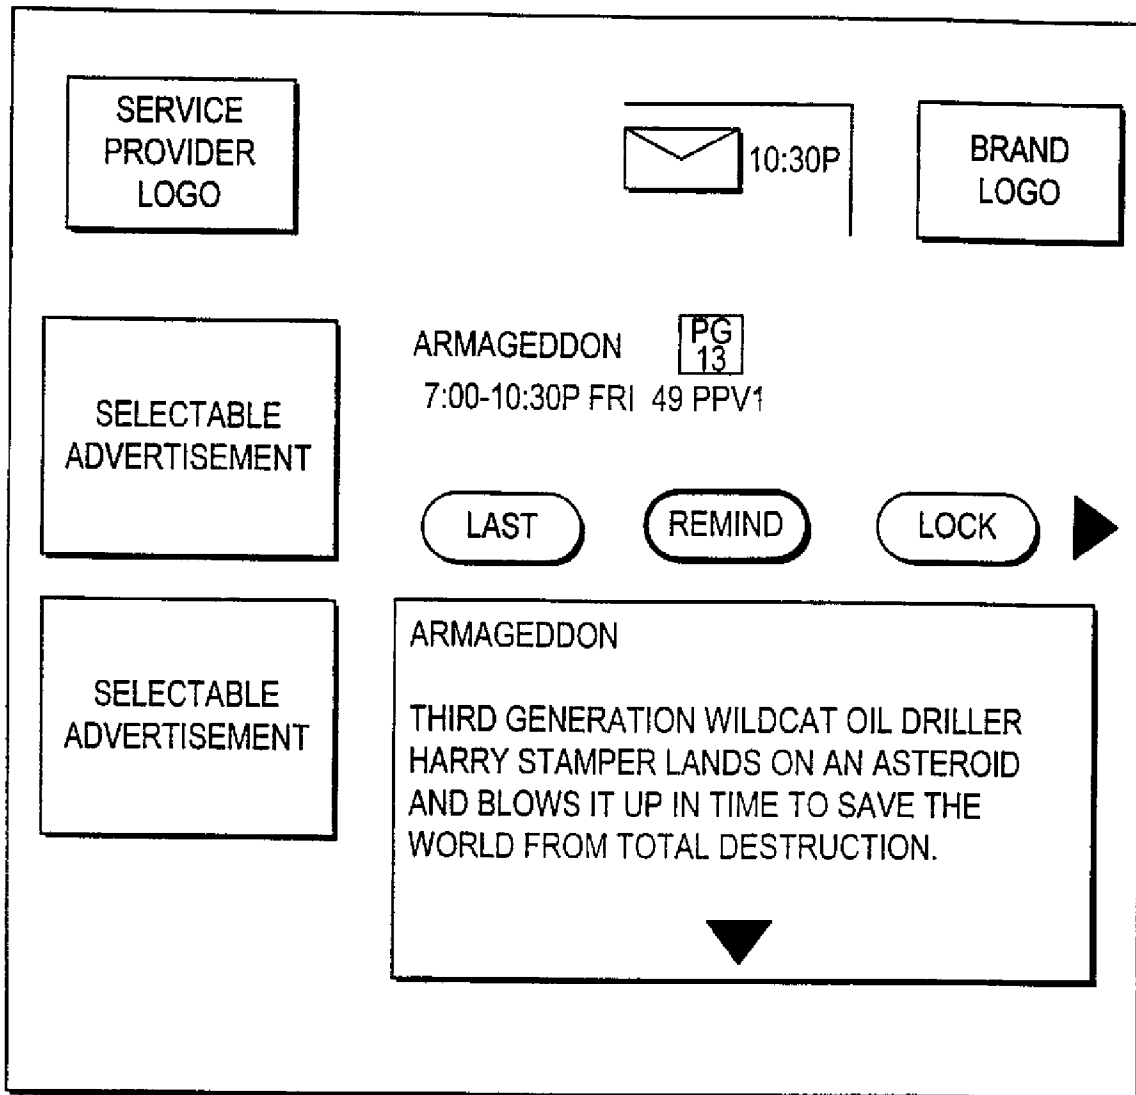 SERVICE
PROVIDER
LOGO
10:30P
BRAND
LOGO
SELECTABLE
ADVERTISEMENT
ARMAGEDDON PG
13
7:00-10:30P FRI 49 PPV1
LAST REMIND LOCK
SELECTABLE
ADVERTISEMENT
ARMAGEDDON
THIRD GENERATION WILDCAT OIL DRILLER
HARRY STAMPER LANDS ON AN ASTEROID
AND BLOWS IT UP IN TIME TO SAVE THE
WORLD FROM TOTAL DESTRUCTION.